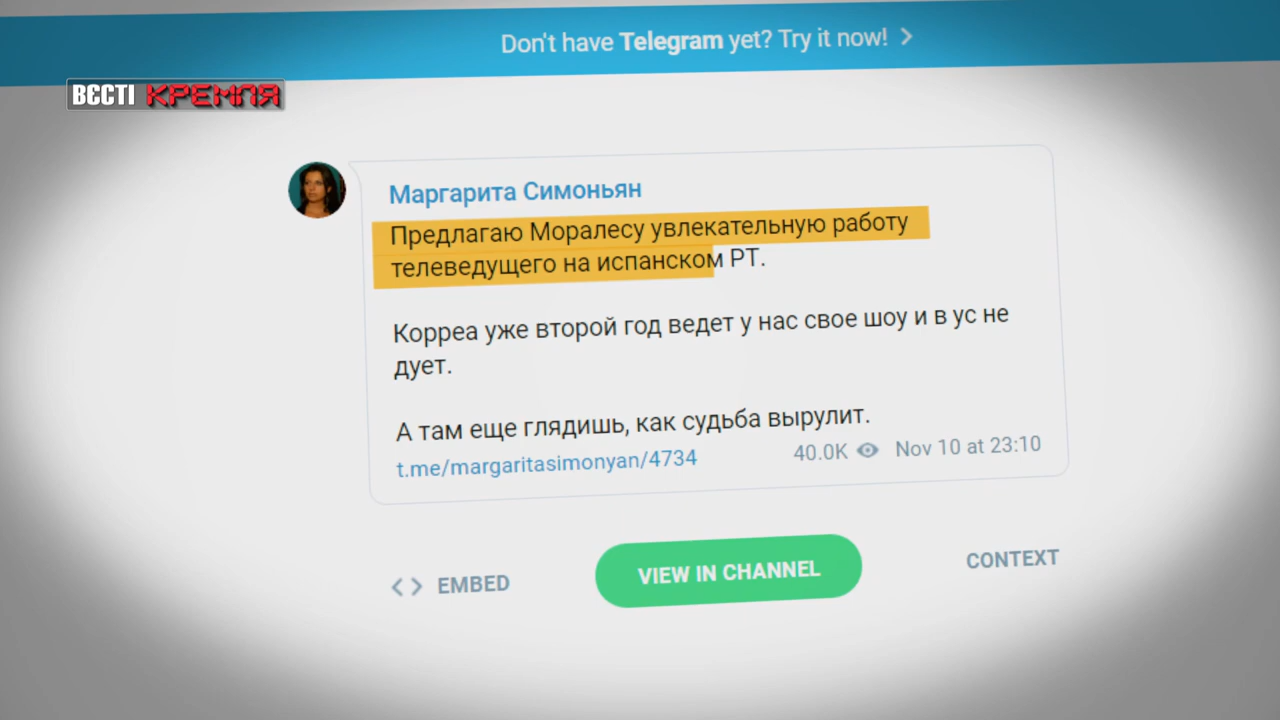 Don't have Telegram yet? Try it now!
ВЄСТІ КРЕМЛЯ
Маргарита Симоньян
Предлагаю Моралесу увлекательную работу
телеведущего на испанском РТ.
Корреа уже второй год ведет у нас свое шоу и в ус не
дует.
А там еще глядишь, как судьба вырулит.
t.me/margaritasimonyan/4734 40.0K Nov 10 at 23:10
<> EMBED VIEW IN CHANNEL CONTEXT